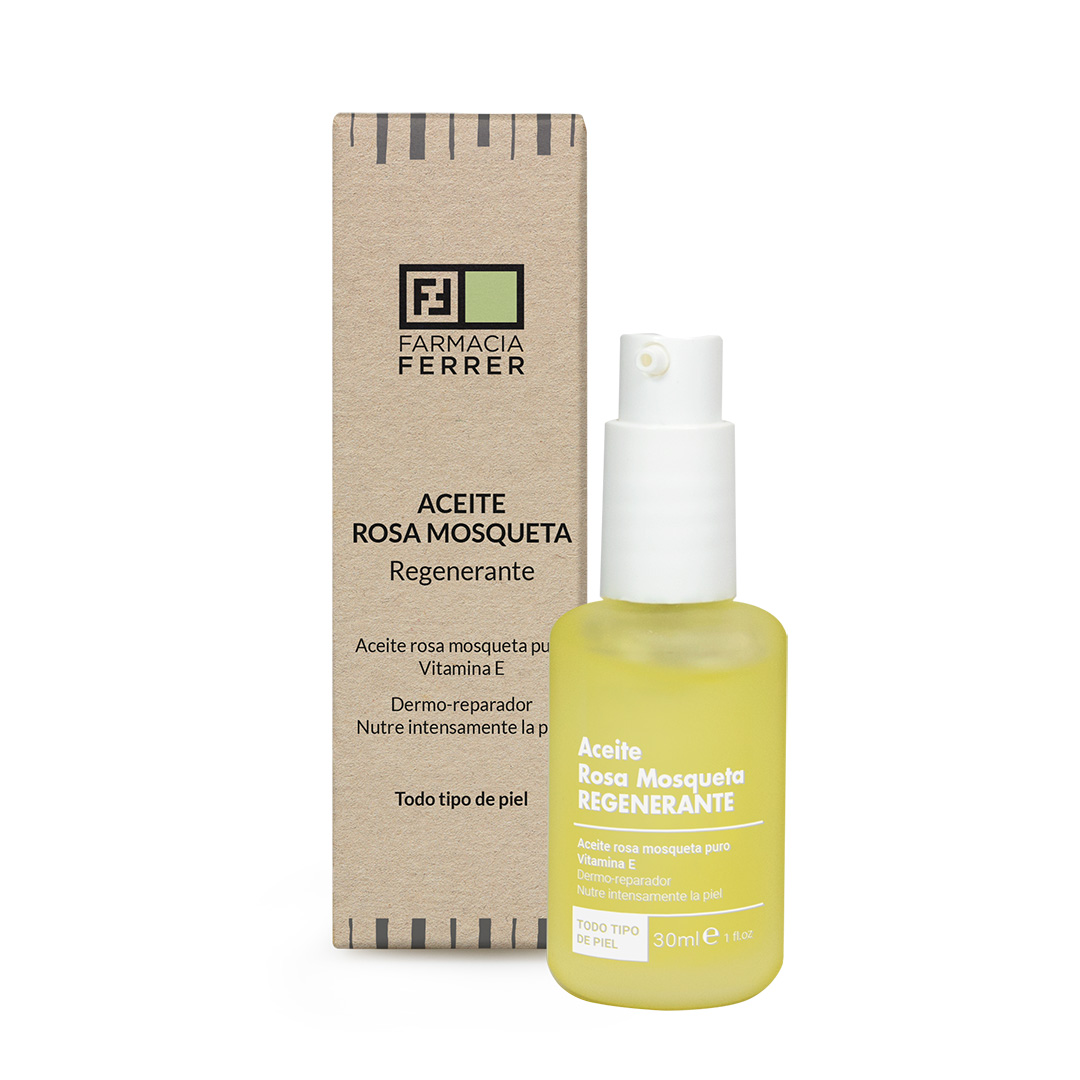 FF
FARMACIA
FERRER
ACEITE
ROSA MOSQUETA
Regenerante
Aceite rosa mosqueta
Vitamina E
Dermo-reparador
Nutre intensamente la
Todo tipo de piel
Aceite
Rosa Mosqueta
REGENERANTE
Aceite rosa mosqueta puro
Vitamina E
Dermo-reparador
Nutre intensamente la piel
TODO TIPO
DE PIEL
30ml e 1 fl.oz